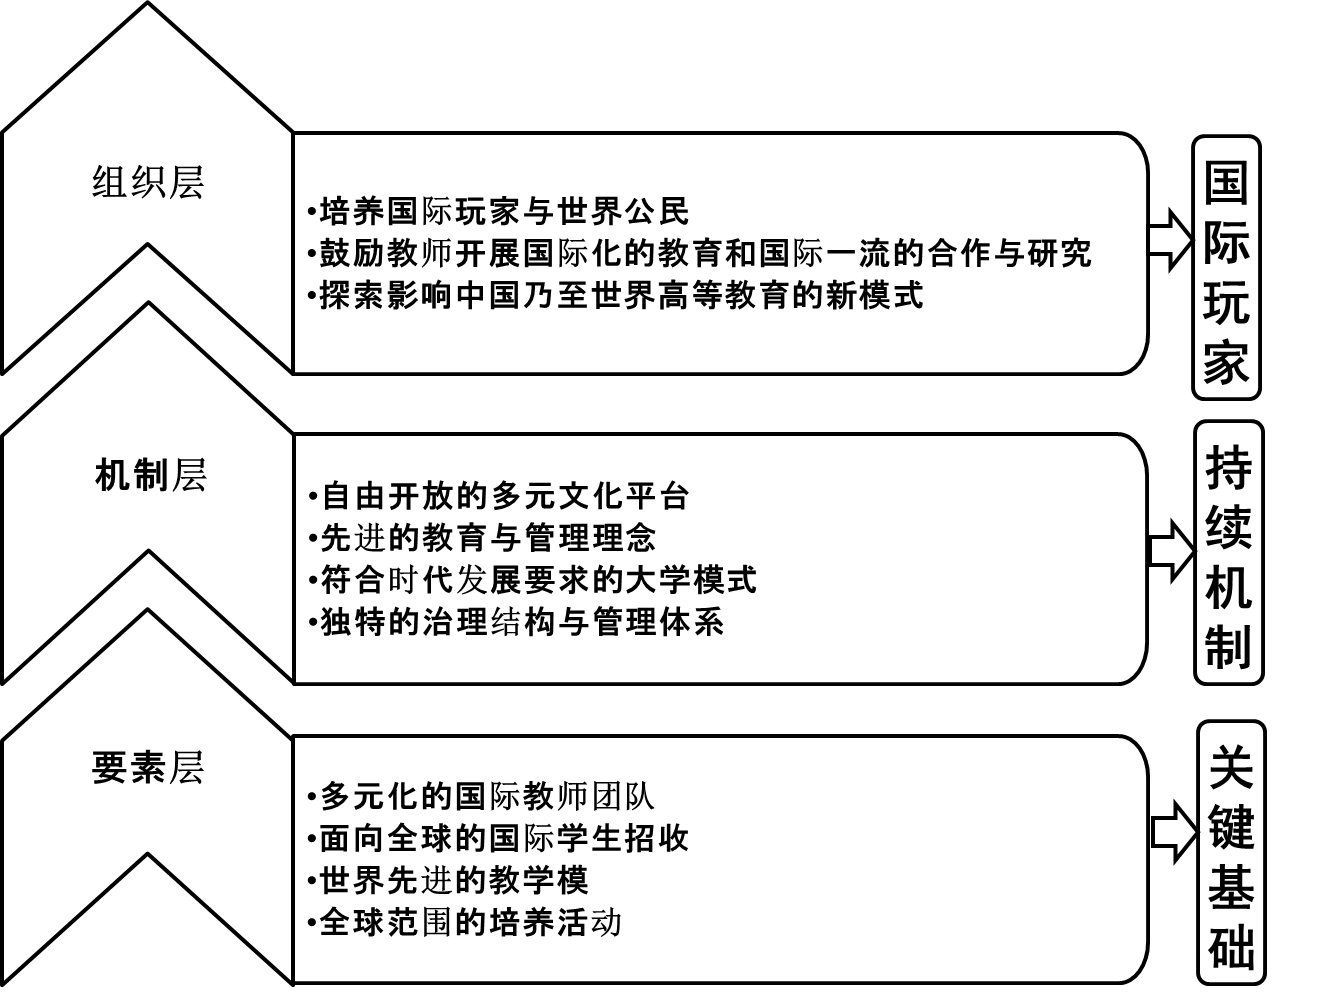 组织层
•培养国际玩家与世界公民
•鼓励教师开展国际化的教育和国际一流的合作与研究
•探索影响中国乃至世界高等教育的新模式
国际玩家
机制层
•自由开放的多元文化平台
•先进的教育与管理理念
•符合时代发展要求的大学模式
•独特的治理结构与管理体系
持续机制
要素层
•多元化的国际教师团队
•面向全球的国际学生招收
•世界先进的教学模
•全球范围的培养活动
关键基础